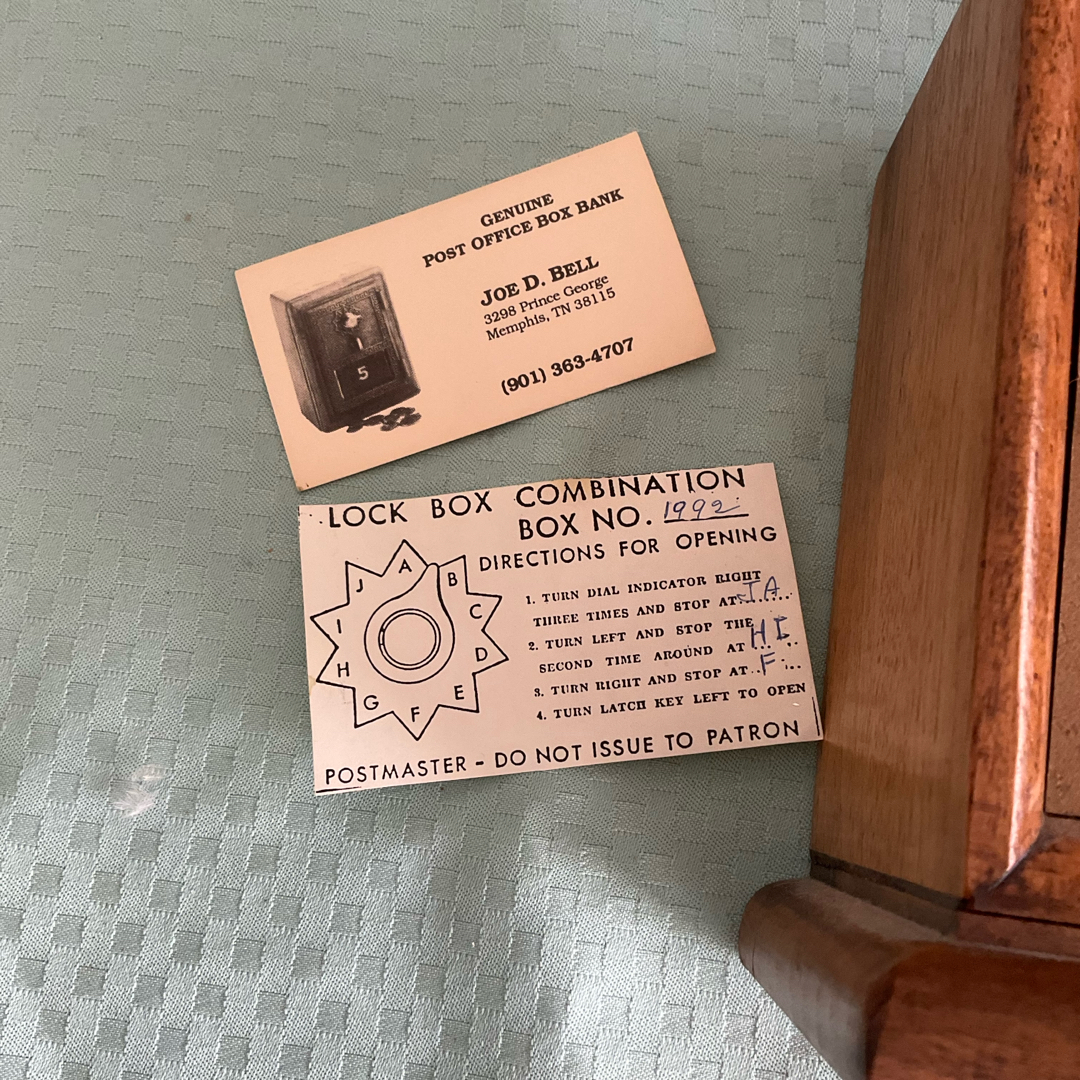 GENUINE
POST OFFICE BOX BANK
JOE D. BELL
3298 Prince George
Memphis, TN 38115
(901) 363-4707
5
LOCK BOX COMBINATION
BOX NO. 1992
DIRECTIONS FOR OPENING
1. TURN DIAL INDICATOR RIGHT
THREE TIMES AND STOP AT
2. TURN LEFT AND STOP THE
SECOND TIME AROUND AT H I
3. TURN RIGHT AND STOP AT..F...
4. TURN LATCH KEY LEFT TO OPEN
A
B
C
D
E
F
G
H
I
J
POSTMASTER - DO NOT ISSUE TO PATRON